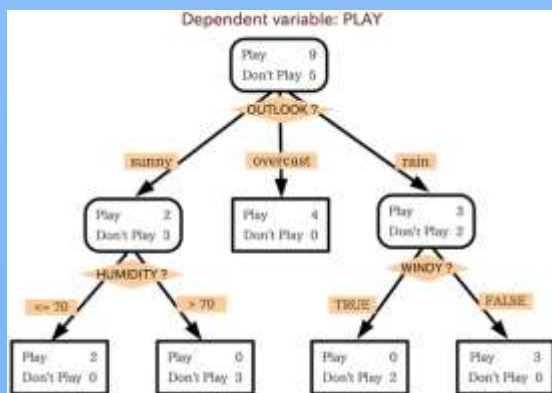 Dependent variable: PLAY
Play 9
Don't Play 5
OUTLOOK ?
sunny
overcast
rain
Play 2
Don't Play 3
Play 4
Don't Play 0
Play 3
Don't Play 2
HUMIDITY ?
WINDY ?
<= 70
> 70
TRUE
FALSE
Play 2
Don't Play 0
Play 0
Don't Play 3
Play 0
Don't Play 2
Play 3
Don't Play 0